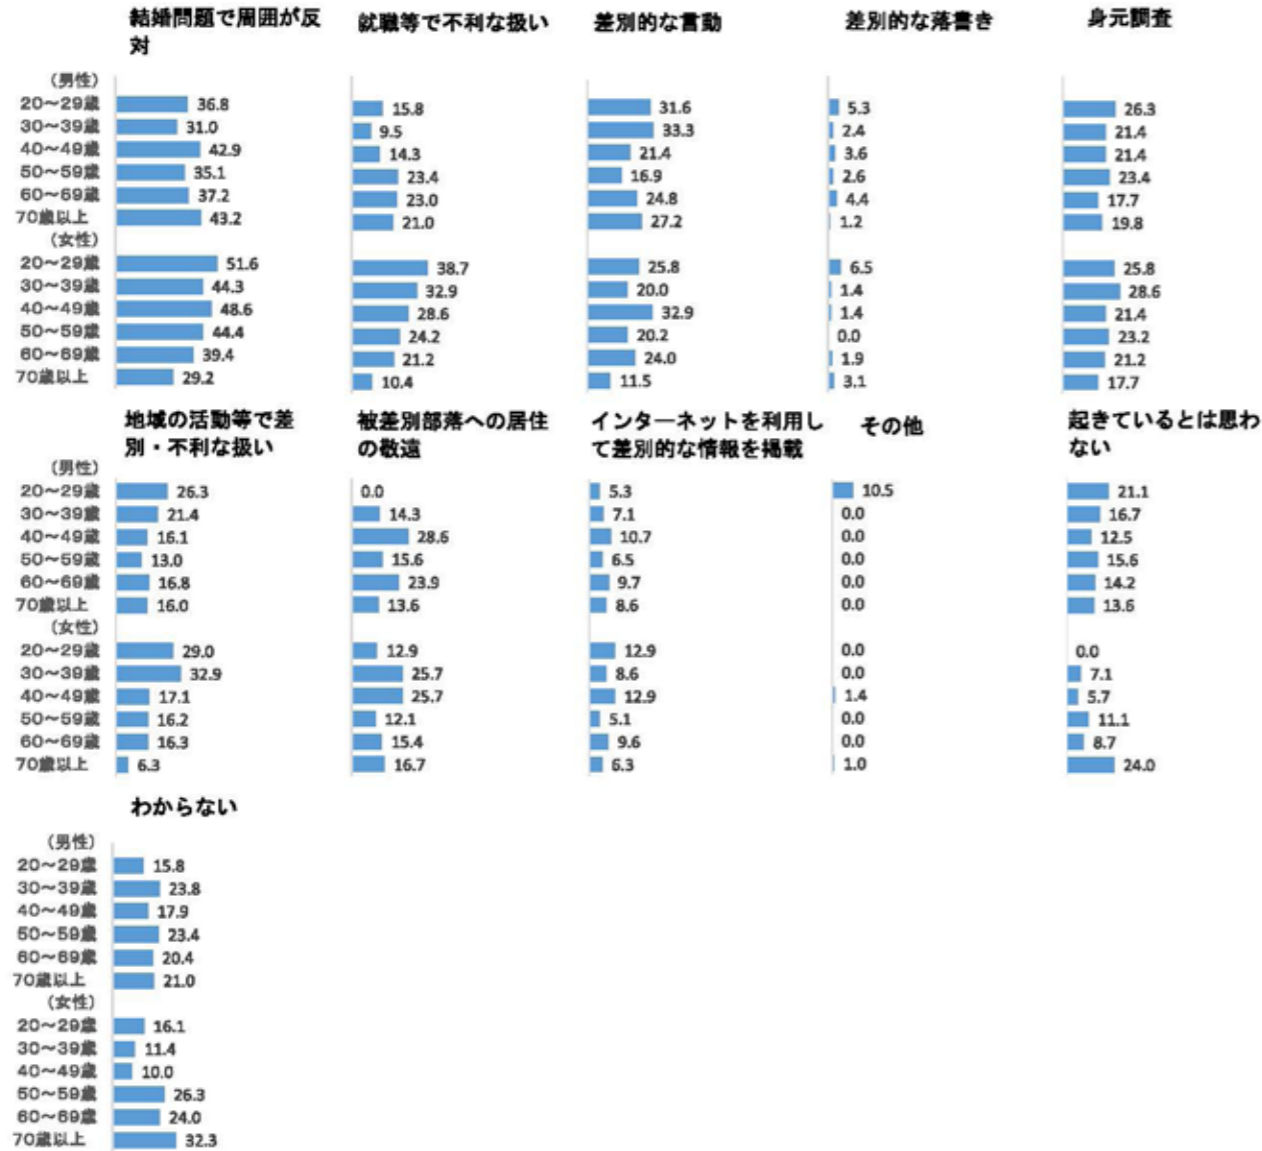 結婚問題で周囲が反
対
就職等で不利な扱い
差別的な言動
差別的な落書き
身元調査
(男性)
20〜29歳 36.8 15.8 31.6 5.3 26.3
30〜39歳 31.0 9.5 33.3 2.4 21.4
40〜49歳 42.9 14.3 21.4 3.6 21.4
50〜59歳 35.1 23.4 16.9 2.6 23.4
60〜69歳 37.2 23.0 24.8 4.4 17.7
70歳以上 43.2 21.0 27.2 1.2 19.8
(女性)
20〜29歳 51.6 38.7 25.8 6.5 25.8
30〜39歳 44.3 32.9 20.0 1.4 28.6
40〜49歳 48.6 28.6 32.9 1.4 21.4
50〜59歳 44.4 24.2 20.2 0.0 23.2
60〜69歳 39.4 21.2 24.0 1.9 21.2
70歳以上 29.2 10.4 11.5 3.1 17.7
地域の活動等で差
別・不利な扱い
被差別部落への居住
の敬遠
インターネットを利用し
て差別的な情報を掲載
その他
起きているとは思わ
ない
(男性)
20〜29歳 26.3 0.0 5.3 10.5 21.1
30〜39歳 21.4 14.3 7.1 0.0 16.7
40〜49歳 16.1 28.6 10.7 0.0 12.5
50〜59歳 13.0 15.6 6.5 0.0 15.6
60〜69歳 16.8 23.9 9.7 0.0 14.2
70歳以上 16.0 13.6 8.6 0.0 13.6
(女性)
20〜29歳 29.0 12.9 12.9 0.0 0.0
30〜39歳 32.9 25.7 8.6 0.0 7.1
40〜49歳 17.1 25.7 12.9 1.4 5.7
50〜59歳 16.2 12.1 5.1 0.0 11.1
60〜69歳 16.3 15.4 9.6 0.0 8.7
70歳以上 6.3 16.7 6.3 1.0 24.0
わからない
(男性)
20〜29歳 15.8
30〜39歳 23.8
40〜49歳 17.9
50〜59歳 23.4
60〜69歳 20.4
70歳以上 21.0
(女性)
20〜29歳 16.1
30〜39歳 11.4
40〜49歳 10.0
50〜59歳 26.3
60〜69歳 24.0
70歳以上 32.3